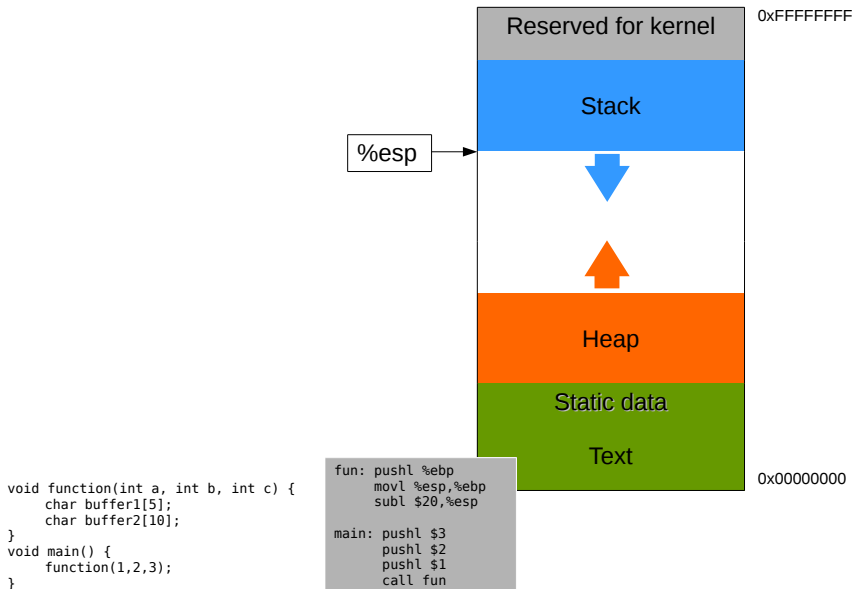 Reserved for kernel
0xFFFFFFFF
Stack
%esp
Heap
Static data
Text
0x00000000
void function(int a, int b, int c) {
     char buffer1[5];
     char buffer2[10];
}
void main() {
     function(1,2,3);
}
fun: pushl %ebp
     movl %esp,%ebp
     subl $20,%esp
main: pushl $3
      pushl $2
      pushl $1
      call fun